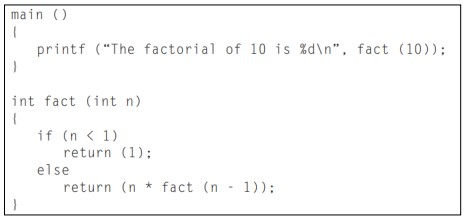 main ()
{
printf (“The factorial of 10 is %d\n”, fact (10));
}
int fact (int n)
{
if (n < 1)
return (1);
else
return (n * fact (n - 1));
}